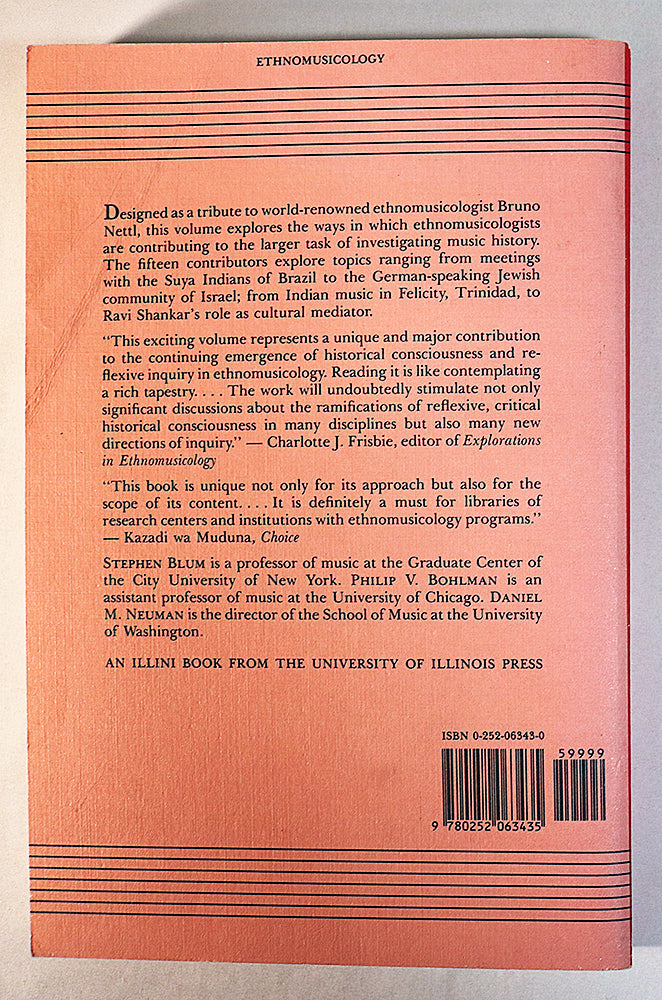 ETHNOMUSICOLOGY
Designed as a tribute to world-renowned ethnomusicologist Bruno
Nettl, this volume explores the ways in which ethnomusicologists
are contributing to the larger task of investigating music history.
The fifteen contributors explore topics ranging from meetings
with the Suya Indians of Brazil to the German-speaking Jewish
community of Israel; from Indian music in Felicity, Trinidad, to
Ravi Shankar's role as cultural mediator.
“This exciting volume represents a unique and major contribution
to the continuing emergence of historical consciousness and re-
flexive inquiry in ethnomusicology. Reading it is like contemplating
a rich tapestry. . . . The work will undoubtedly stimulate not only
significant discussions about the ramifications of reflexive, critical
historical consciousness in many disciplines but also many new
directions of inquiry.” — Charlotte J. Frisbie, editor of Explorations
in Ethnomusicology
“This book is unique not only for its approach but also for the
scope of its content. . . . It is definitely a must for libraries of
research centers and institutions with ethnomusicology programs.”
— Kazadi wa Muduna, Choice
STEPHEN BLUM is a professor of music at the Graduate Center of
the City University of New York. PHILIP V. BOHLMAN is an
assistant professor of music at the University of Chicago. DANIEL
M. NEUMAN is the director of the School of Music at the University
of Washington.
AN ILLINI BOOK FROM THE UNIVERSITY OF ILLINOIS PRESS
ISBN 0-252-06343-0
59999
9 780252 063435